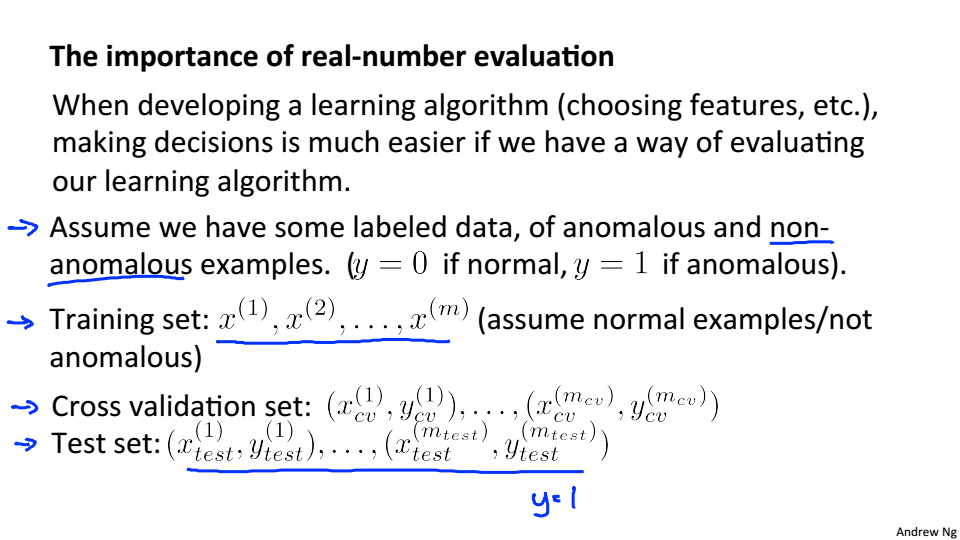 The importance of real-number evaluation
When developing a learning algorithm (choosing features, etc.),
making decisions is much easier if we have a way of evaluating
our learning algorithm.
→ Assume we have some labeled data, of anomalous and non-
anomalous examples. (y = 0 if normal, y = 1 if anomalous).
→ Training set: x^{(1)}, x^{(2)}, . . . , x^{(m)} (assume normal examples/not
anomalous)
→ Cross validation set: (x_{cv}^{(1)}, y_{cv}^{(1)}), . . . , (x_{cv}^{(m_{cv})}, y_{cv}^{(m_{cv})})
→ Test set: (x_{test}^{(1)}, y_{test}^{(1)}), . . . , (x_{test}^{(m_{test})}, y_{test}^{(m_{test})})
y=1
Andrew Ng